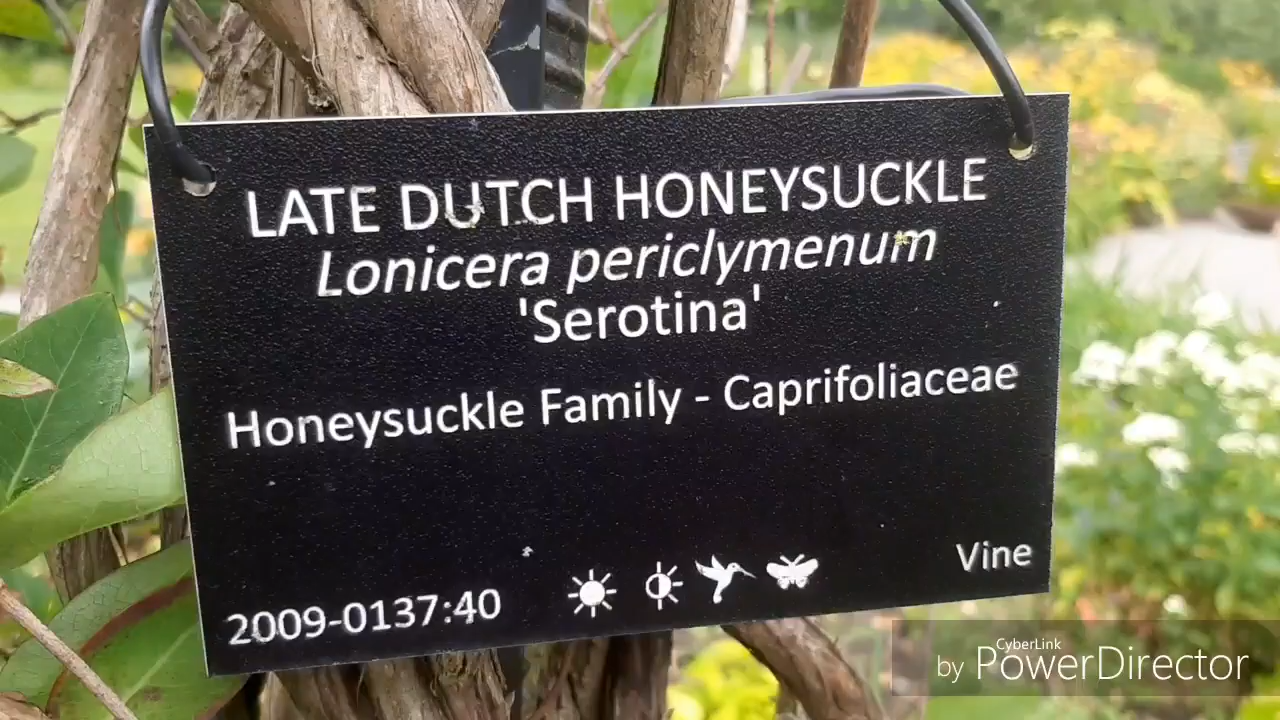 LATE DUTCH HONEYSUCKLE
Lonicera periclymenum
'Serotina'
Honeysuckle Family - Caprifoliaceae
Vine
2009-0137:40
CyberLink
by PowerDirector